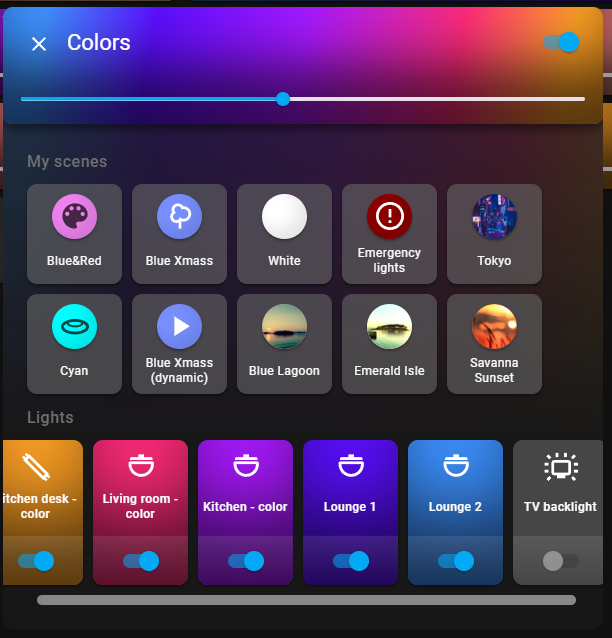 Colors
My scenes
Blue&Red
Blue Xmass
White
Emergency
lights
Tokyo
Cyan
Blue Xmass
(dynamic)
Blue Lagoon
Emerald Isle
Savanna
Sunset
Lights
itchen desk -
color
Living room -
color
Kitchen - color
Lounge 1
Lounge 2
TV backlight